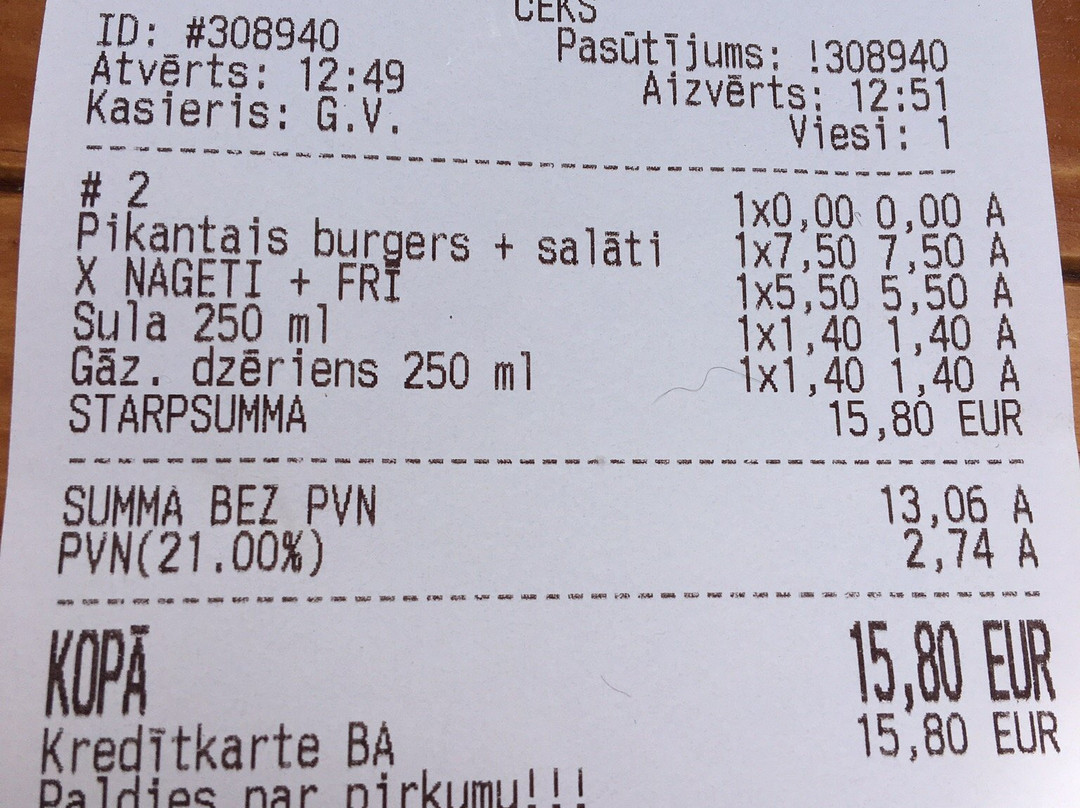 ČEKS
ID: #308940 Pasūtījums: !308940
Atvērts: 12:49 Aizvērts: 12:51
Kasieris: G.V. Viesi: 1
# 2 1x0,00 0,00 A
Pikantais burgers + salāti 1x7,50 7,50 A
X NAGETI + FRĪ 1x5,50 5,50 A
Sula 250 ml 1x1,40 1,40 A
Gāz. dzēriens 250 ml 1x1,40 1,40 A
STARPSUMMA 15,80 EUR
SUMMA BEZ PVN 13,06 A
PVN(21.00%) 2,74 A
KOPĀ 15,80 EUR
Kredītkarte BA 15,80 EUR
Paldies par pirkumu!!!